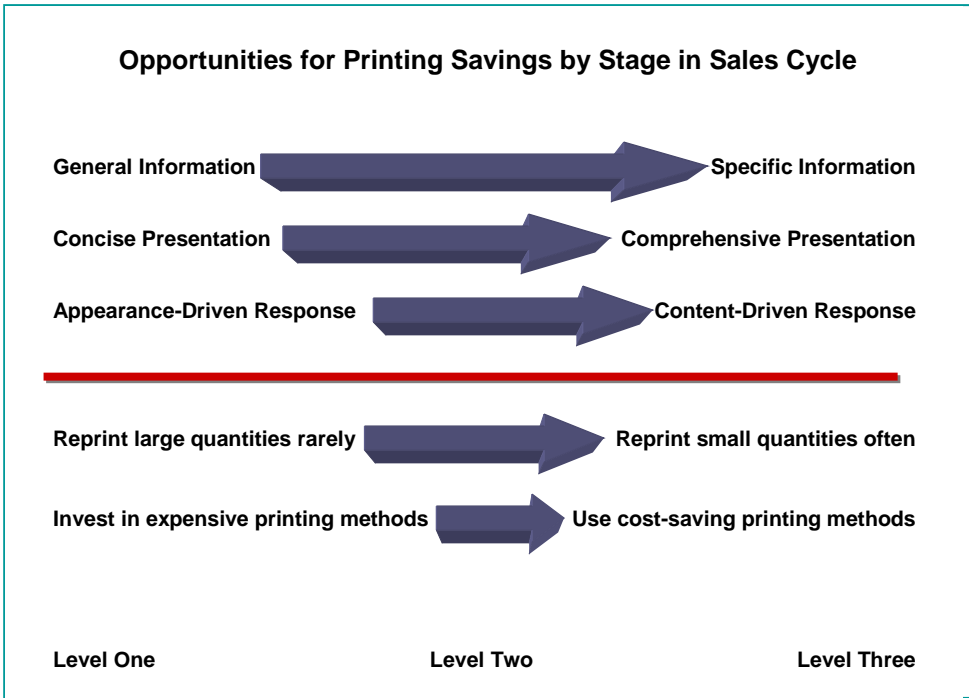 Opportunities for Printing Savings by Stage in Sales Cycle
General Information Specific Information
Concise Presentation Comprehensive Presentation
Appearance-Driven Response Content-Driven Response
Reprint large quantities rarely Reprint small quantities often
Invest in expensive printing methods Use cost-saving printing methods
Level One Level Two Level Three